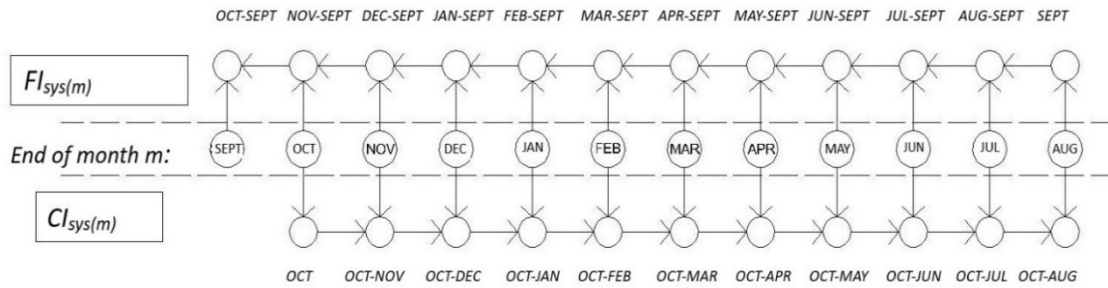 OCT-SEPT NOV-SEPT DEC-SEPT JAN-SEPT FEB-SEPT MAR-SEPT APR-SEPT MAY-SEPT JUN-SEPT JUL-SEPT AUG-SEPT SEPT
FIsys(m)
End of month m: SEPT OCT NOV DEC JAN FEB MAR APR MAY JUN JUL AUG
CIsys(m)
OCT OCT-NOV OCT-DEC OCT-JAN OCT-FEB OCT-MAR OCT-APR OCT-MAY OCT-JUN OCT-JUL OCT-AUG